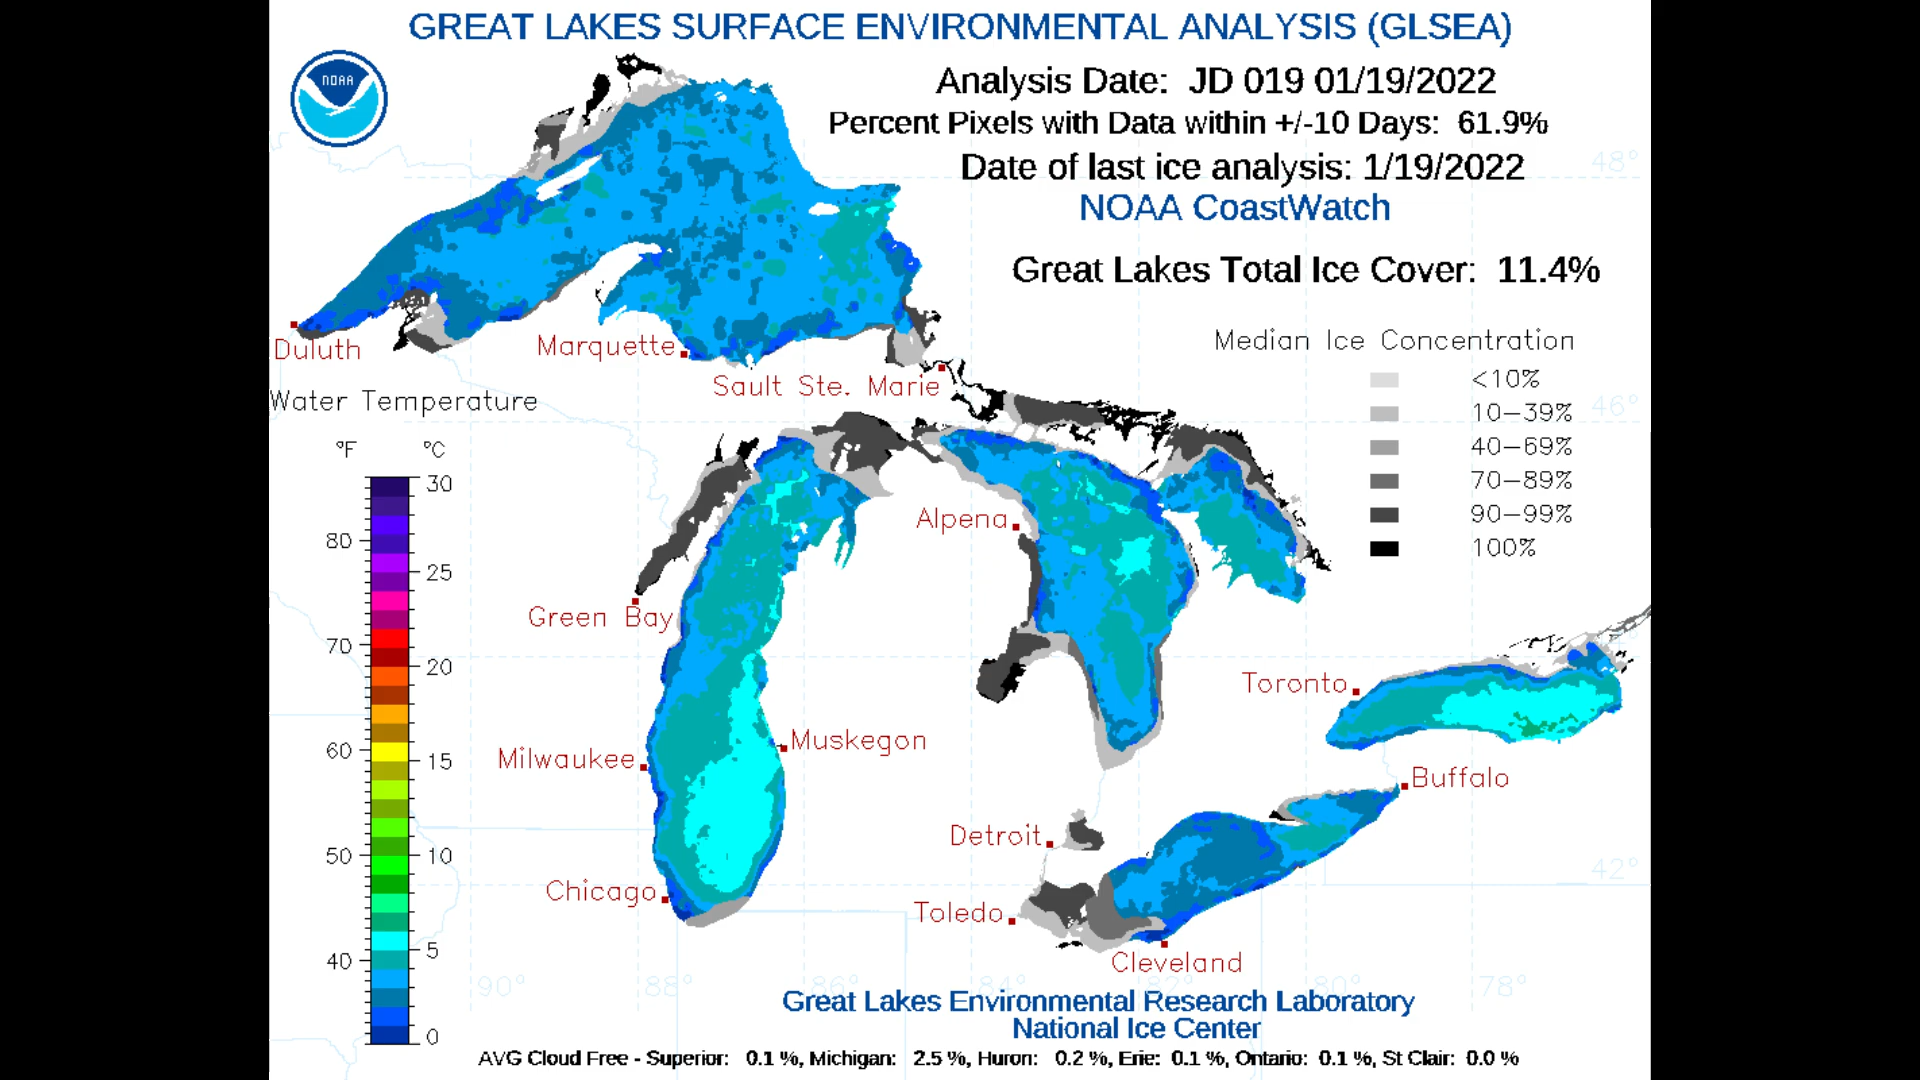 GREAT LAKES SURFACE ENVIRONMENTAL ANALYSIS (GLSEA)
NOAA
Analysis Date: JD 019 01/19/2022
Percent Pixels with Data within +/-10 Days: 61.9%
Date of last ice analysis: 1/19/2022
48°
NOAA CoastWatch
Great Lakes Total Ice Cover: 11.4%
Duluth
Marquette
Sault Ste. Marie
Median Ice Concentration
<10%
10-39%
40-69%
70-89%
90-99%
100%
46°
Water Temperature
°F °C
30
80
25
70
20
60
15
50
10
40
5
0
Alpena
Green Bay
Toronto
Milwaukee
Muskegon
Buffalo
Detroit
Chicago
Toledo
Cleveland
42°
90° 88° 86° 84° 82° 80° 78°
Great Lakes Environmental Research Laboratory
National Ice Center
AVG Cloud Free - Superior: 0.1 %, Michigan: 2.5 %, Huron: 0.2 %, Erie: 0.1 %, Ontario: 0.1 %, St Clair: 0.0 %